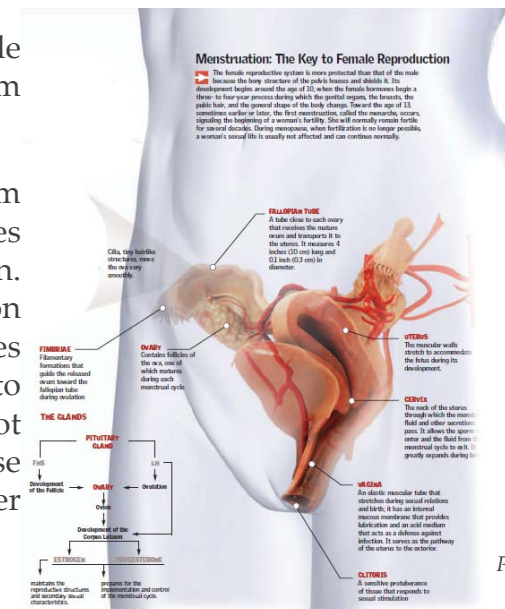 le
m
m
es
n.
on
es
to
ot
se
er
Menstruation: The Key to Female Reproduction
The female reproductive system is more protected than that of the male
because the bony structure of the pelvis houses and shields it. Its
development begins around the age of 10, when the female hormones begin a
three- to four-year process during which the genital organs, the breasts, the
pubic hair, and the general shape of the body change. Toward the age of 13,
sometimes earlier or later, the first menstruation, called the menarche, occurs,
signaling the beginning of a woman's fertility. She will normally remain fertile
for several decades. During menopause, when fertilization is no longer possible,
a woman's sexual life is usually not affected and can continue normally.
FALLOPIAN TUBE
A tube close to each ovary
that receives the mature
ovum and transports it to
the uterus. It measures 4
inches (10 cm) long and
0.1 inch (0.3 cm) in
diameter.
Cilia, tiny hairlike
structures, move
the ova very
smoothly.
FIMBRIAE
Filamentary
formations that
guide the released
ovum toward the
fallopian tube
during ovulation
OVARY
Contains follicles of
the ova, one of
which matures
during each
menstrual cycle
UTERUS
The muscular walls
stretch to accommodate
the fetus during its
development.
CERVIX
The neck of the uterus
through which the
fluid and other secretions
pass. It allows the
enter and the fluid from
menstrual cycle to exit. It
greatly expands during
VAGINA
An elastic muscular tube that
stretches during sexual relations
and birth; it has an internal
mucous membrane that provides
lubrication and an acid medium
that acts as a defense against
infection. It serves as the pathway
of the uterus to the exterior.
CLITORIS
A sensitive protuberance
of tissue that responds to
sexual stimulation
THE GLANDS
PITUITARY
GLAND
LH
Development
of the Follicle
OVARY
Ovulation
Ovum
Development of the
Corpus Luteum
ESTROGEN
PROGESTERONE
maintains the
reproductive structures
and secondary sexual
characteristics.
prepares for the
implementation and control
of the menstrual cycle.
P